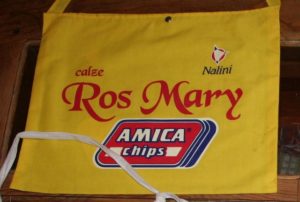 calze
Nalini
Ros Mary
AMICA®
chips